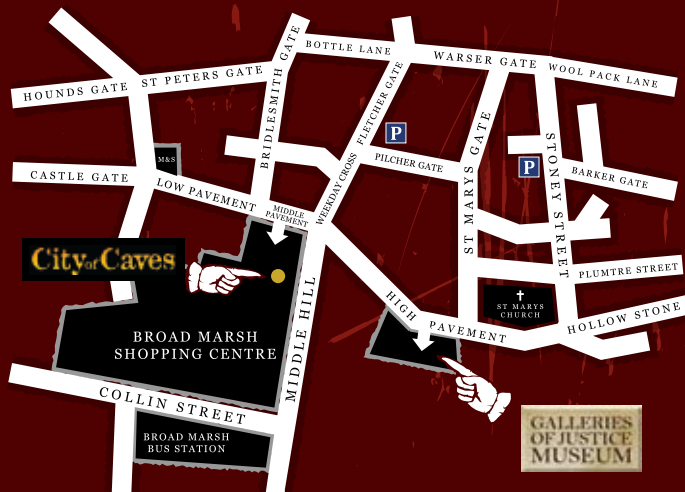 BOTTLE LANE
WARSER GATE
WOOL PACK LANE
HOUNDS GATE
ST PETERS GATE
BRIDLESMITH GATE
FLETCHER GATE
P
PILCHER GATE
ST MARYS GATE
STONEY STREET
P
BARKER GATE
M&S
CASTLE GATE
LOW PAVEMENT
MIDDLE
PAVEMENT
WEEKDAY CROSS
City of Caves
PLUMTRE STREET
ST MARYS
CHURCH
HIGH PAVEMENT
HOLLOW STONE
MIDDLE HILL
BROAD MARSH
SHOPPING CENTRE
COLLIN STREET
BROAD MARSH
BUS STATION
GALLERIES
OF JUSTICE
MUSEUM